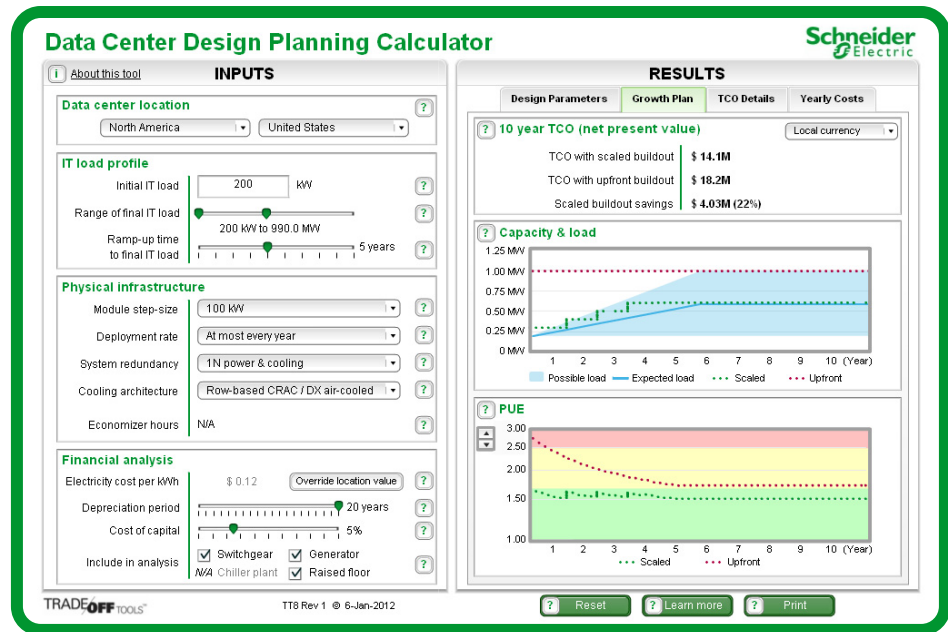 Data Center Design Planning Calculator
Schneider
Electric
i About this tool
INPUTS
Data center location
?
North America
United States
IT load profile
Initial IT load 200 kW ?
Range of final IT load ?
200 kW to 990.0 MW
Ramp-up time
to final IT load
5 years ?
Physical infrastructure
Module step-size 100 kW ?
Deployment rate At most every year ?
System redundancy 1N power & cooling ?
Cooling architecture Row-based CRAC / DX air-cooled ?
Economizer hours N/A ?
Financial analysis
Electricity cost per kWh $ 0.12 Override location value ?
Depreciation period 20 years ?
Cost of capital 5% ?
Include in analysis
Switchgear Generator
?
N/A Chiller plant Raised floor
RESULTS
Design Parameters Growth Plan TCO Details Yearly Costs
? 10 year TCO (net present value) Local currency
TCO with scaled buildout $ 14.1M
TCO with upfront buildout $ 18.2M
Scaled buildout savings $ 4.03M (22%)
? Capacity & load
1.25 MW
1.00 MW
0.75 MW
0.50 MW
0.25 MW
0 MW
1 2 3 4 5 6 7 8 9 10 (Year)
Possible load Expected load Scaled Upfront
? PUE
3.00
2.50
2.00
1.50
1.00
1 2 3 4 5 6 7 8 9 10 (Year)
Scaled Upfront
TRADE OFF TOOLS™
TT8 Rev 1 © 6-Jan-2012
? Reset
? Learn more
? Print